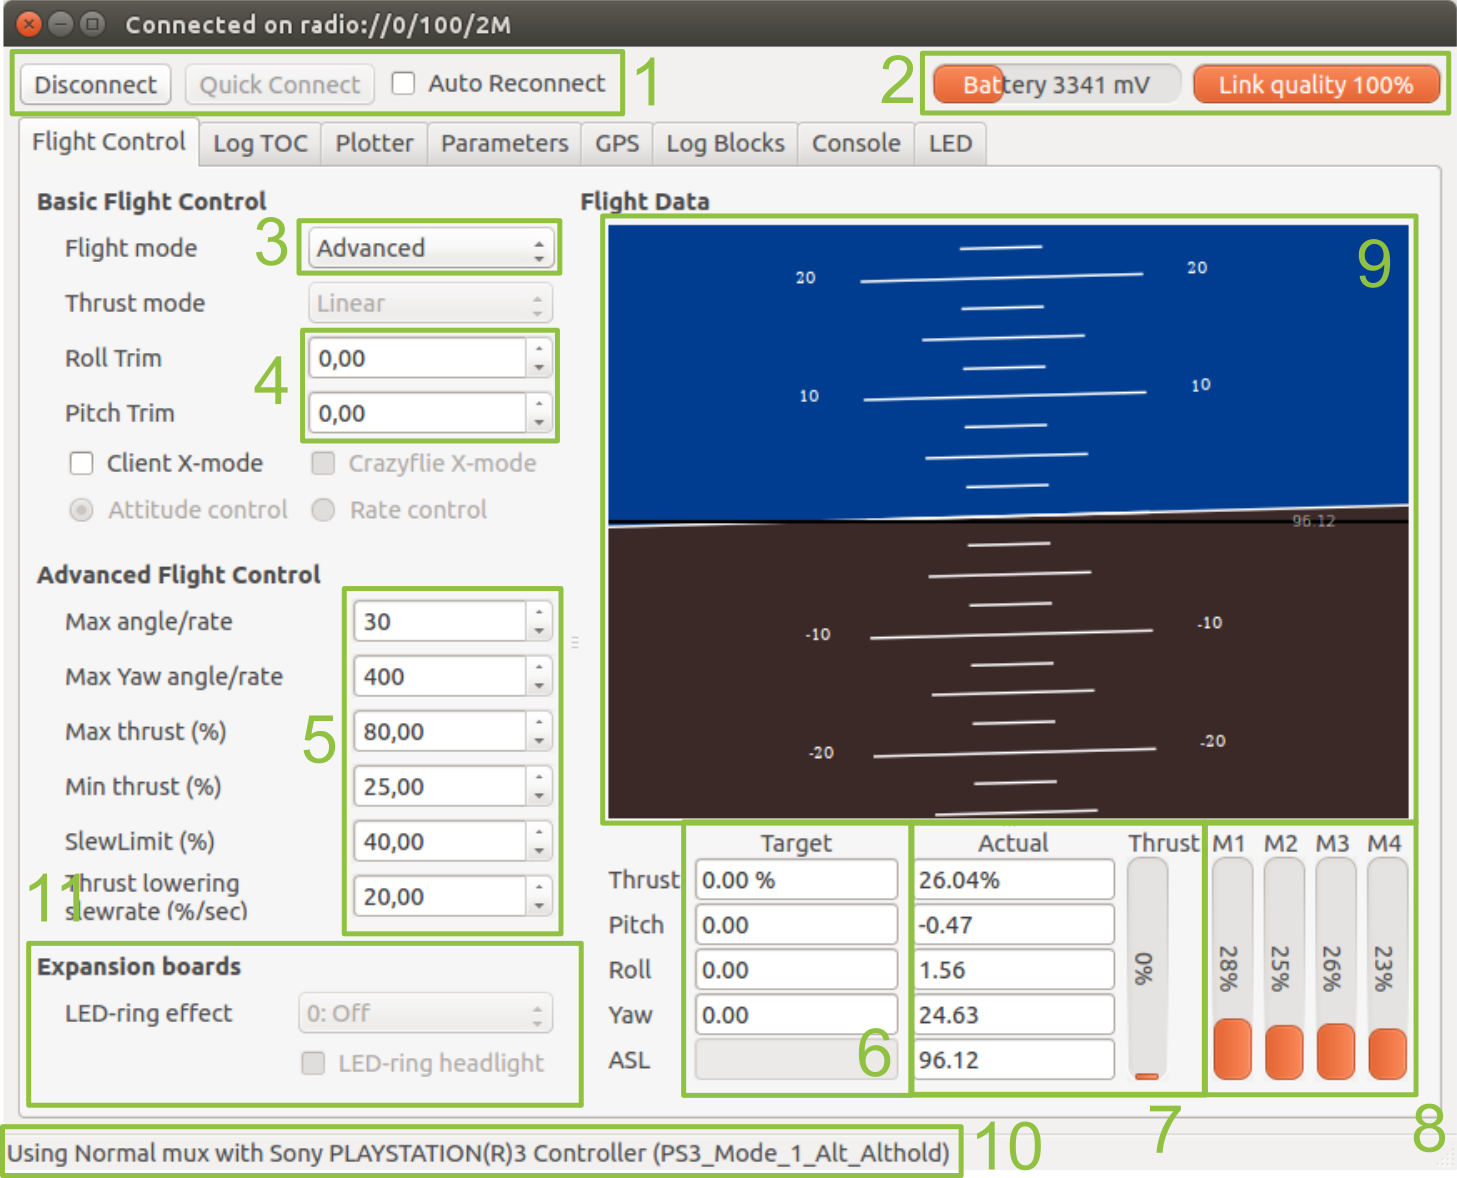 Connected on radio://0/100/2M
Disconnect Quick Connect Auto Reconnect 1 2 Battery 3341 mV Link quality 100%
Flight Control Log TOC Plotter Parameters GPS Log Blocks Console LED
Basic Flight Control
Flight mode 3 Advanced
Thrust mode Linear
Roll Trim 0,00
4
Pitch Trim 0,00
Client X-mode Crazyflie X-mode
Attitude control Rate control
Advanced Flight Control
Max angle/rate 30
Max Yaw angle/rate 400
Max thrust (%) 80,00
5
Min thrust (%) 25,00
SlewLimit (%) 40,00
11
Thrust lowering
slewrate (%/sec) 20,00
Expansion boards
LED-ring effect 0: Off
LED-ring headlight
Flight Data
9
20 20
10 10
96.12
-10 -10
-20 -20
Target Actual Thrust M1 M2 M3 M4
Thrust 0.00 % 26.04%
Pitch 0.00 -0.47
Roll 0.00 1.56 0% 28% 25% 26% 23%
Yaw 0.00 24.63
6
ASL 96.12
7 8
Using Normal mux with Sony PLAYSTATION(R)3 Controller (PS3_Mode_1_Alt_Althold) 10